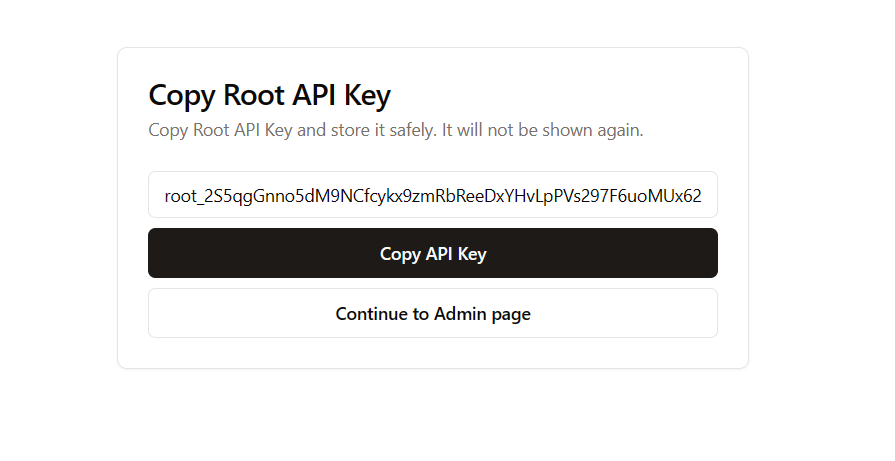 Copy Root API Key
Copy Root API Key and store it safely. It will not be shown again.
root_2S5qgGnno5dM9NCfcykx9zmRbReeDxYHvLpPVs297F6uoMUx62
Copy API Key
Continue to Admin page